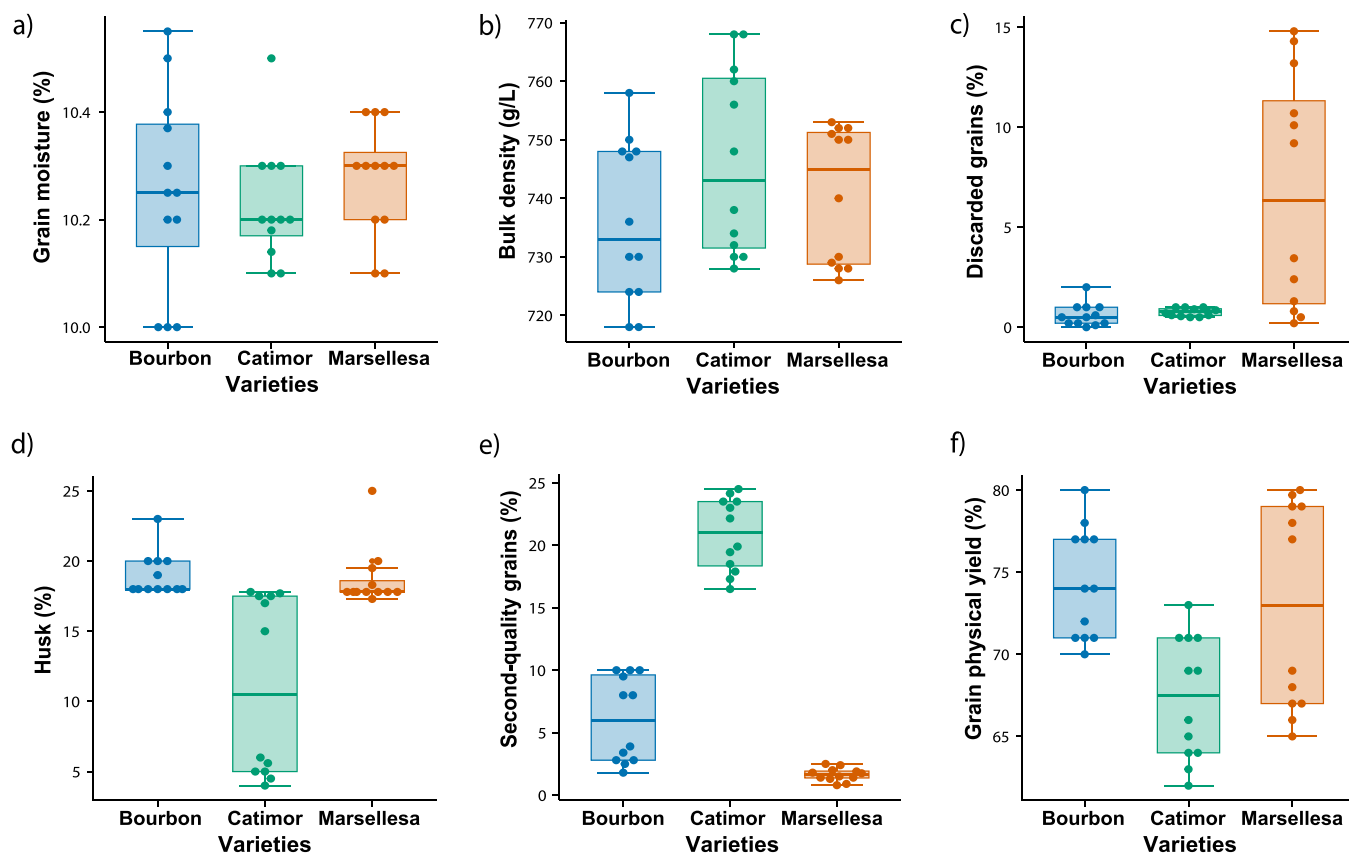 a)
Grain moisture (%)
10.4
10.2
10.0
Bourbon Catimor Marsellesa
Varieties
b)
Bulk density (g/L)
770
760
750
740
730
720
Bourbon Catimor Marsellesa
Varieties
c)
Discarded grains (%)
15
10
5
0
Bourbon Catimor Marsellesa
Varieties
d)
Husk (%)
25
20
15
10
5
Bourbon Catimor Marsellesa
Varieties
e)
Second-quality grains (%)
25
20
15
10
5
0
Bourbon Catimor Marsellesa
Varieties
f)
Grain physical yield (%)
80
75
70
65
Bourbon Catimor Marsellesa
Varieties